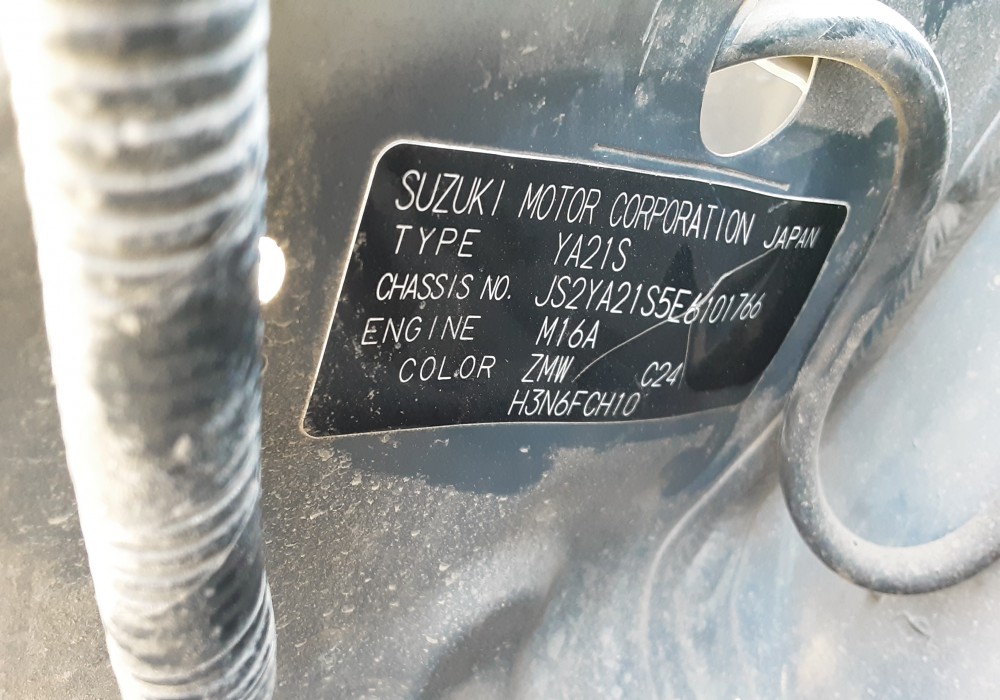 SUZUKI MOTOR CORPORATION JAPAN
TYPE YA21S
CHASSIS NO. JS2YA21S5E6101766
ENGINE M16A
COLOR ZMW C24
H3N6FCH10